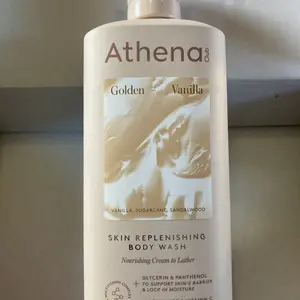 Athena Club
Golden Vanilla
VANILLA, SUGARCANE, SANDALWOOD
SKIN REPLENISHING
BODY WASH
Nourishing Cream to Lather
GLYCERIN & PANTHENOL
TO SUPPORT SKIN'S BARRIER
& LOCK IN MOISTURE